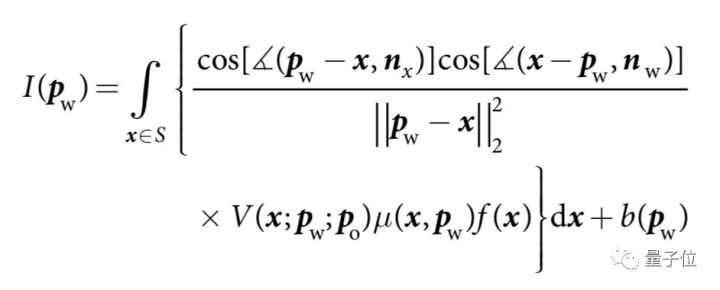 I(p_w) = ∫_{x∈S} { cos[∡(p_w − x, n_x)]cos[∡(x − p_w, n_w)] / ||p_w − x||_2^2
× V(x; p_w; p_o)μ(x, p_w)f(x) } dx + b(p_w)
量子位